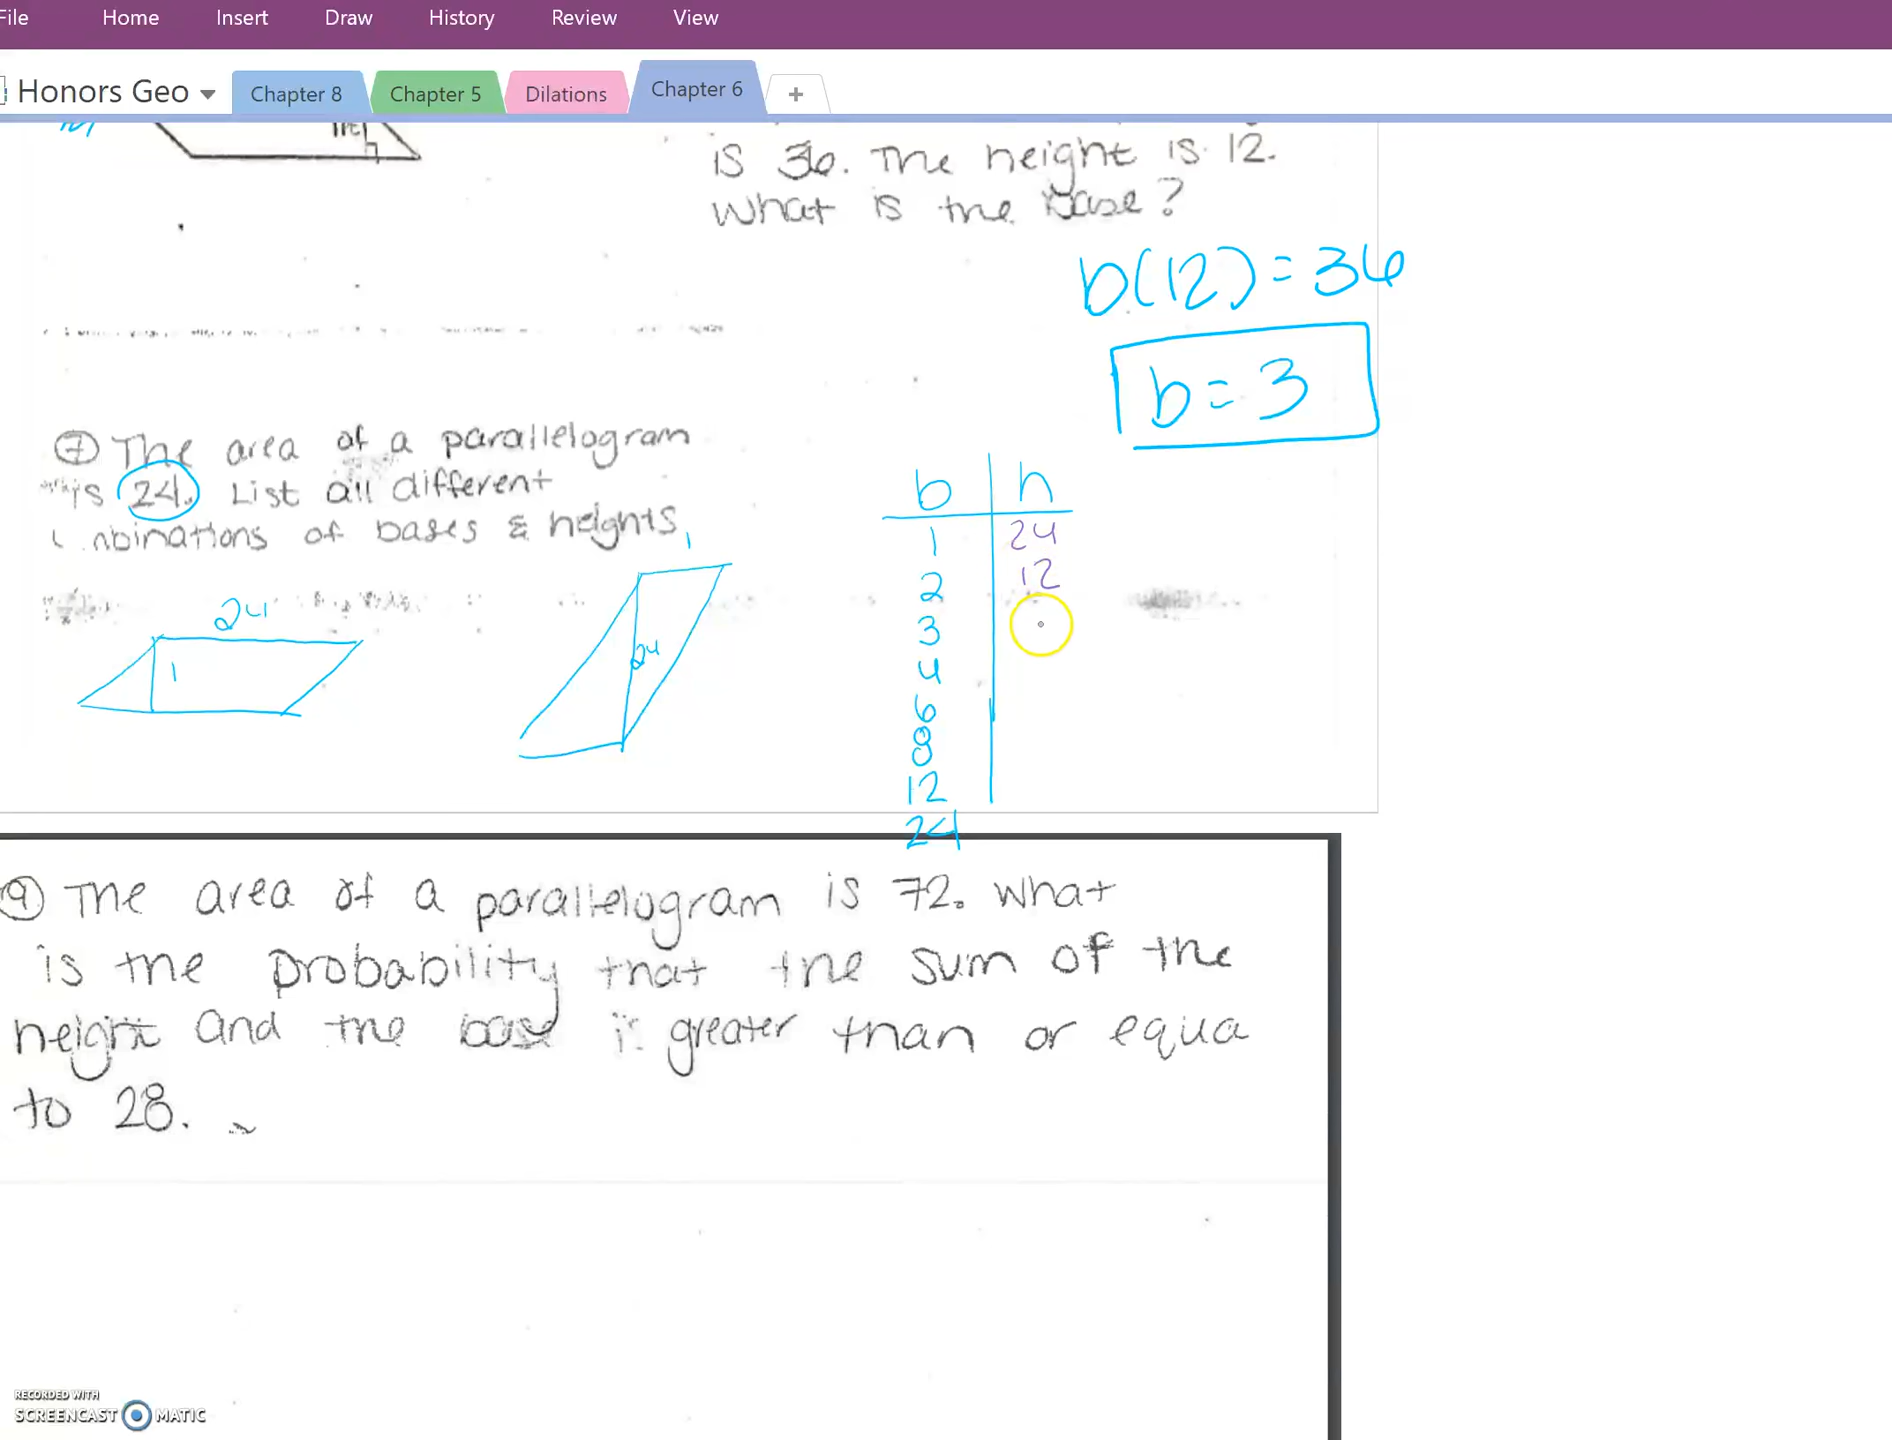 File Home Insert Draw History Review View
Honors Geo Chapter 8 Chapter 5 Dilations Chapter 6 +
is 36. The height is 12.
What is the base?
b(12) = 36
b = 3
⑦ The area of a parallelogram
is 24. List all different
mbinations of bases & heights,
24
1
1
24
b h
1 24
2 12
3
4
6
8
12
24
⑨ The area of a parallelogram is 72. What
is the probability that the sum of the
height and the base is greater than or equa
to 28.
RECORDED WITH
SCREENCAST MATIC